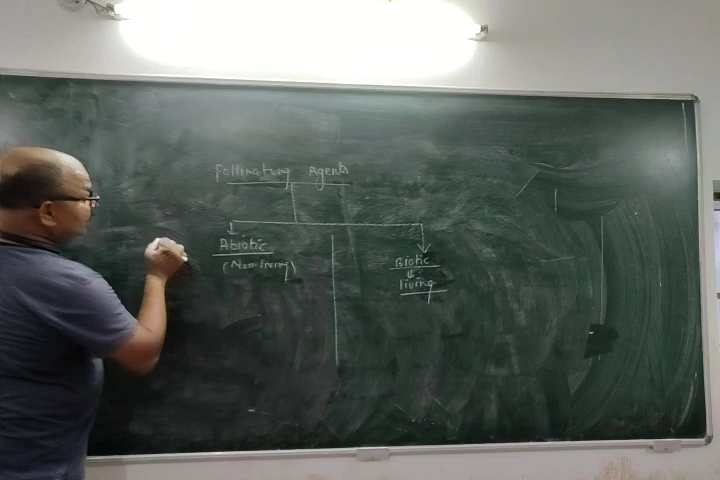 Pollinating Agents
Abiotic
(Non-living)
Biotic
living